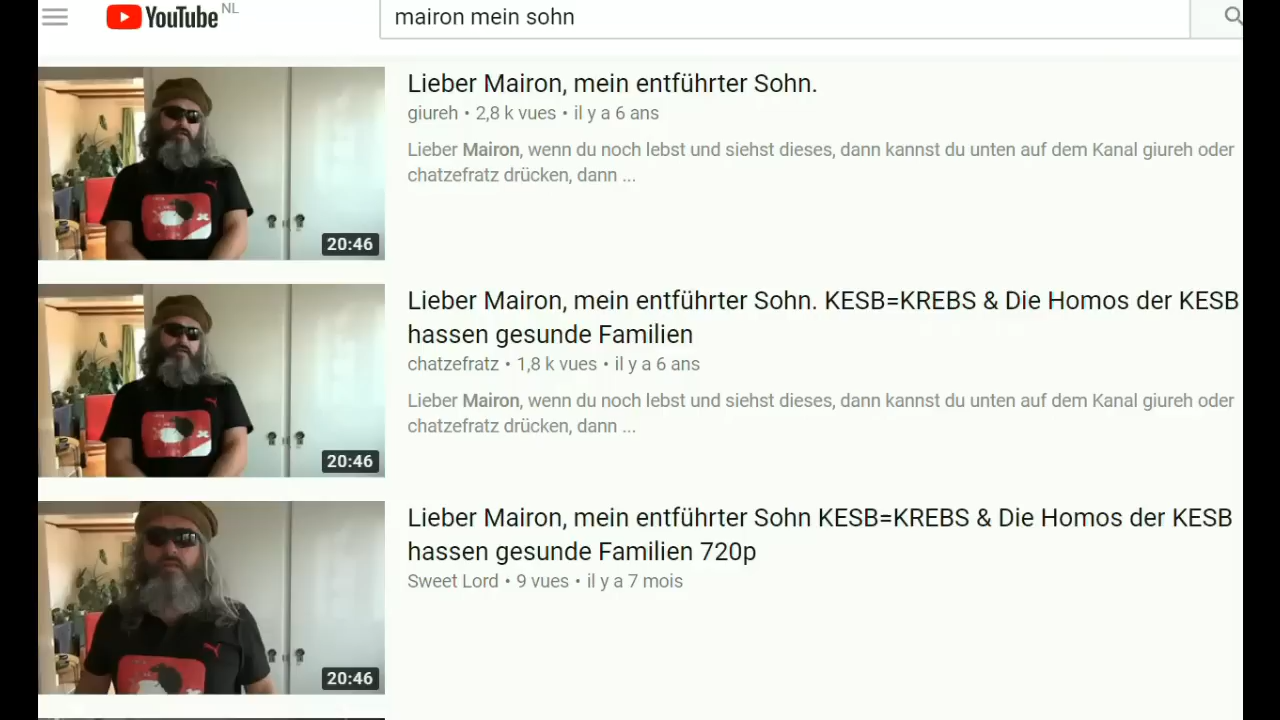 YouTube NL
mairon mein sohn
Lieber Mairon, mein entführter Sohn.
giureh • 2,8 k vues • il y a 6 ans
Lieber Mairon, wenn du noch lebst und siehst dieses, dann kannst du unten auf dem Kanal giureh oder
chatzefratz drücken, dann ...
20:46
Lieber Mairon, mein entführter Sohn. KESB=KREBS & Die Homos der KESB
hassen gesunde Familien
chatzefratz • 1,8 k vues • il y a 6 ans
Lieber Mairon, wenn du noch lebst und siehst dieses, dann kannst du unten auf dem Kanal giureh oder
chatzefratz drücken, dann ...
20:46
Lieber Mairon, mein entführter Sohn KESB=KREBS & Die Homos der KESB
hassen gesunde Familien 720p
Sweet Lord • 9 vues • il y a 7 mois
20:46